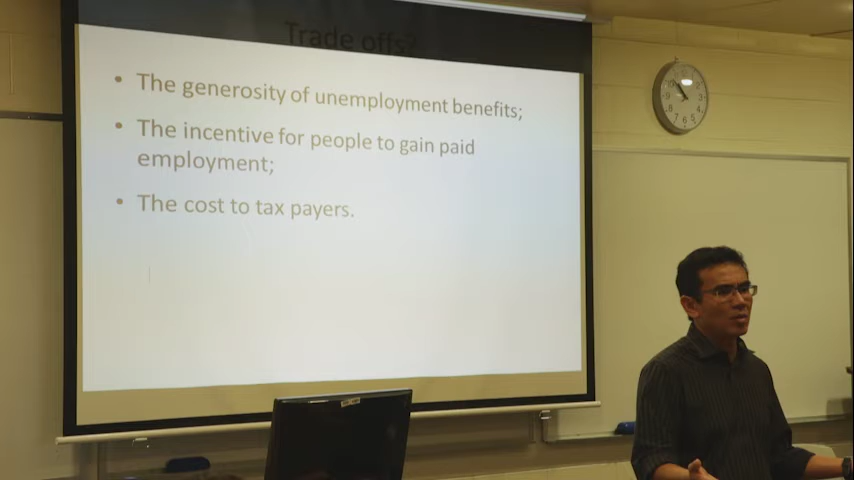 Trade offs?
• The generosity of unemployment benefits;
• The incentive for people to gain paid
employment;
• The cost to tax payers.